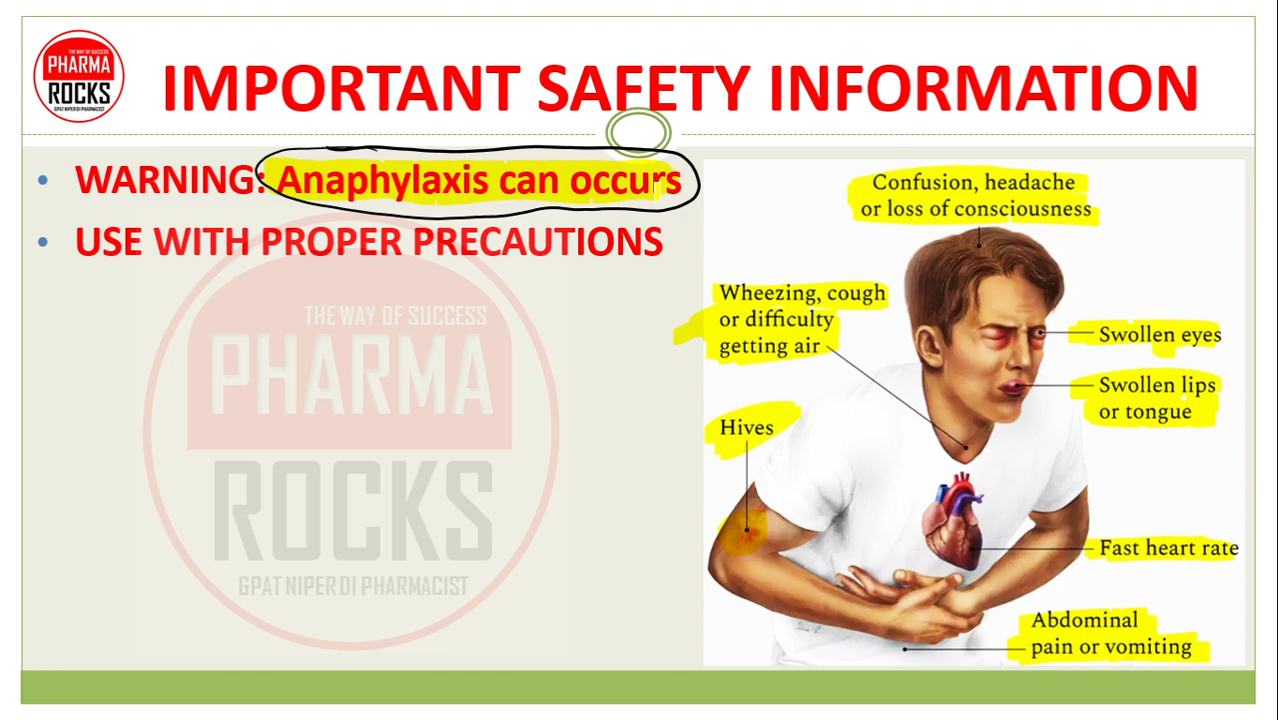 THE WAY OF SUCCESS
PHARMA
ROCKS
GPAT NIPER DI PHARMACIST
IMPORTANT SAFETY INFORMATION
• WARNING: Anaphylaxis can occurs
• USE WITH PROPER PRECAUTIONS
THE WAY OF SUCCESS
PHARMA
ROCKS
GPAT NIPER DI PHARMACIST
Confusion, headache
or loss of consciousness
Wheezing, cough
or difficulty
getting air
Swollen eyes
Swollen lips
or tongue
Hives
Fast heart rate
Abdominal
pain or vomiting